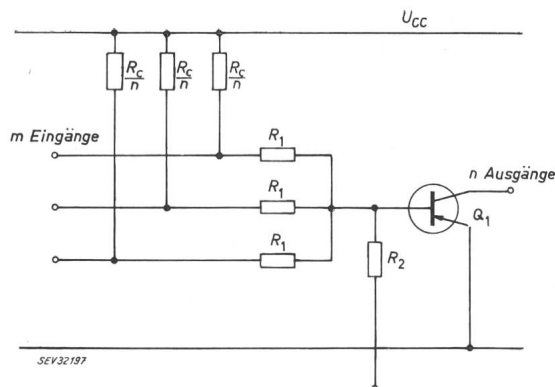 U_CC
R_c/n
R_c/n
R_c/n
m Eingänge
R_1
R_1
R_1
n Ausgänge
Q_1
R_2
SEV32197